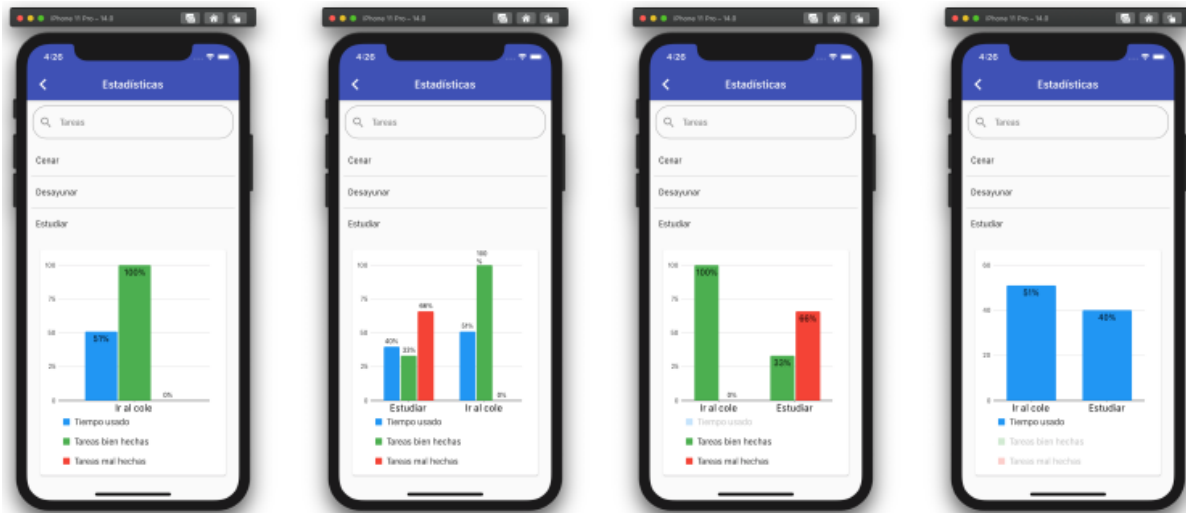 iPhone 11 Pro – 14.0
4:26
Estadísticas
Tareas
Cenar
Desayunar
Estudiar
100
75
50
25
0
51%
100%
0%
Ir al cole
Tiempo usado
Tareas bien hechas
Tareas mal hechas
iPhone 11 Pro – 14.0
4:26
Estadísticas
Tareas
Cenar
Desayunar
Estudiar
100
75
50
25
0
40%
33%
66%
51%
100
%
0%
Estudiar Ir al cole
Tiempo usado
Tareas bien hechas
Tareas mal hechas
iPhone 11 Pro – 14.0
4:26
Estadísticas
Tareas
Cenar
Desayunar
Estudiar
100
75
50
25
0
100%
0%
33%
66%
Ir al cole Estudiar
Tiempo usado
Tareas bien hechas
Tareas mal hechas
iPhone 11 Pro – 14.0
4:26
Estadísticas
Tareas
Cenar
Desayunar
Estudiar
60
40
20
0
51%
40%
Ir al cole Estudiar
Tiempo usado
Tareas bien hechas
Tareas mal hechas